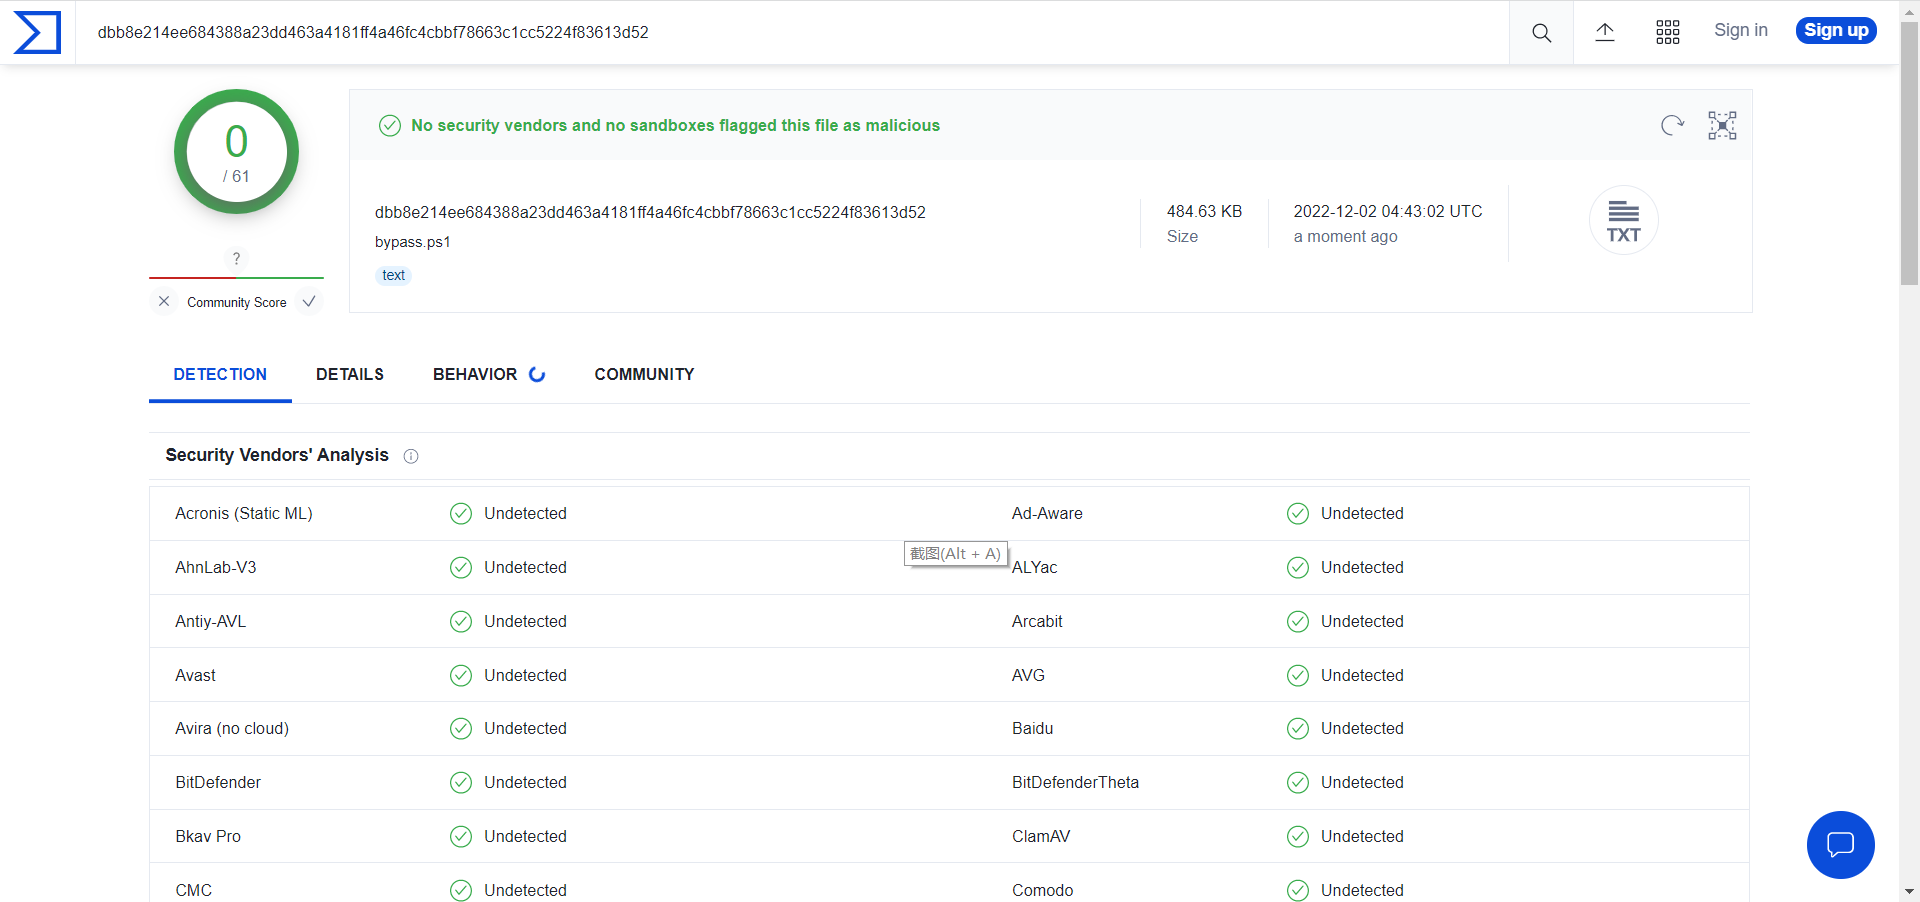 dbb8e214ee684388a23dd463a4181ff4a46fc4cbbf78663c1cc5224f83613d52
Sign in
Sign up
0
/ 61
?
Community Score
No security vendors and no sandboxes flagged this file as malicious
dbb8e214ee684388a23dd463a4181ff4a46fc4cbbf78663c1cc5224f83613d52
bypass.ps1
text
484.63 KB
Size
2022-12-02 04:43:02 UTC
a moment ago
TXT
DETECTION DETAILS BEHAVIOR COMMUNITY
Security Vendors' Analysis
Acronis (Static ML) Undetected Ad-Aware Undetected
截图(Alt + A)
AhnLab-V3 Undetected ALYac Undetected
Antiy-AVL Undetected Arcabit Undetected
Avast Undetected AVG Undetected
Avira (no cloud) Undetected Baidu Undetected
BitDefender Undetected BitDefenderTheta Undetected
Bkav Pro Undetected ClamAV Undetected
CMC Undetected Comodo Undetected